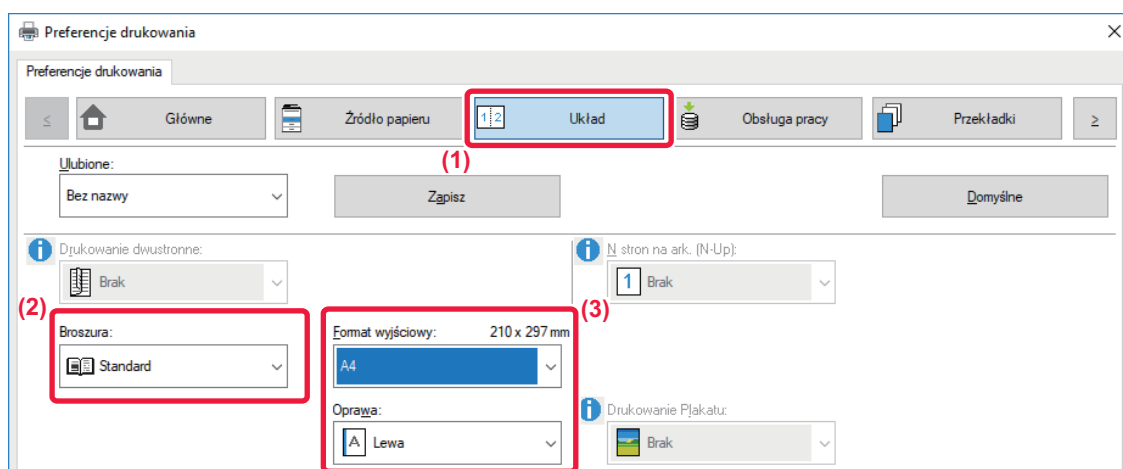 Preferencje drukowania
Preferencje drukowania
< Główne Źródło papieru 1 2 Układ Obsługa pracy Przekładki >
(1)
Ulubione:
Bez nazwy Zapisz Domyślne
Drukowanie dwustronne: N stron na ark. (N-Up):
Brak 1 Brak
(2) (3)
Broszura: Format wyjściowy: 210 x 297 mm
Standard A4
Oprawa: Drukowanie Plakatu:
A Lewa Brak